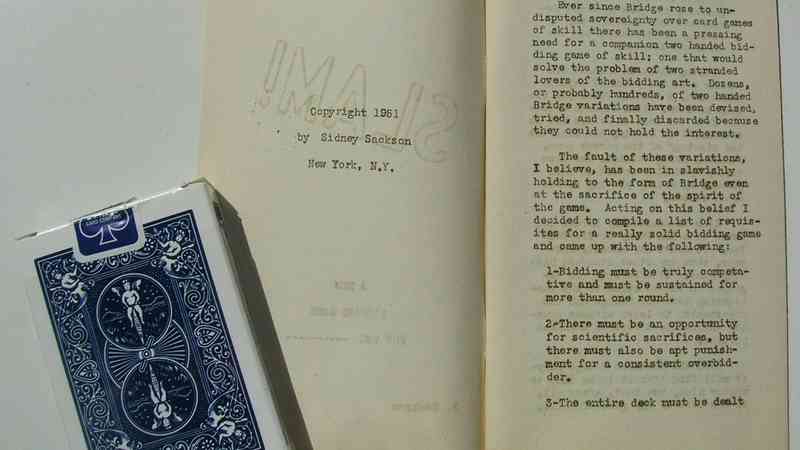 SLAM!
Copyright 1961
by Sidney Sackson
New York, N.Y.
Ever since Bridge rose to un-
disputed sovereignty over card games
of skill there has been a pressing
need for a companion two handed bid-
ding game of skill; one that would
solve the problem of two stranded
lovers of the bidding art. Dozens,
or probably hundreds, of two handed
Bridge variations have been devised,
tried, and finally discarded because
they could not hold the interest.
The fault of these variations,
I believe, has been in slavishly
holding to the form of Bridge even
at the sacrifice of the spirit of
the game. Acting on this belief I
decided to compile a list of requis-
ites for a really solid bidding game
and came up with the following:
1-Bidding must be truly competa-
tive and must be sustained for
more than one round.
2-There must be an opportunity
for scientific sacrifices, but
there must also be apt punish-
ment for a consistent overbid-
der.
3-The entire deck must be dealt